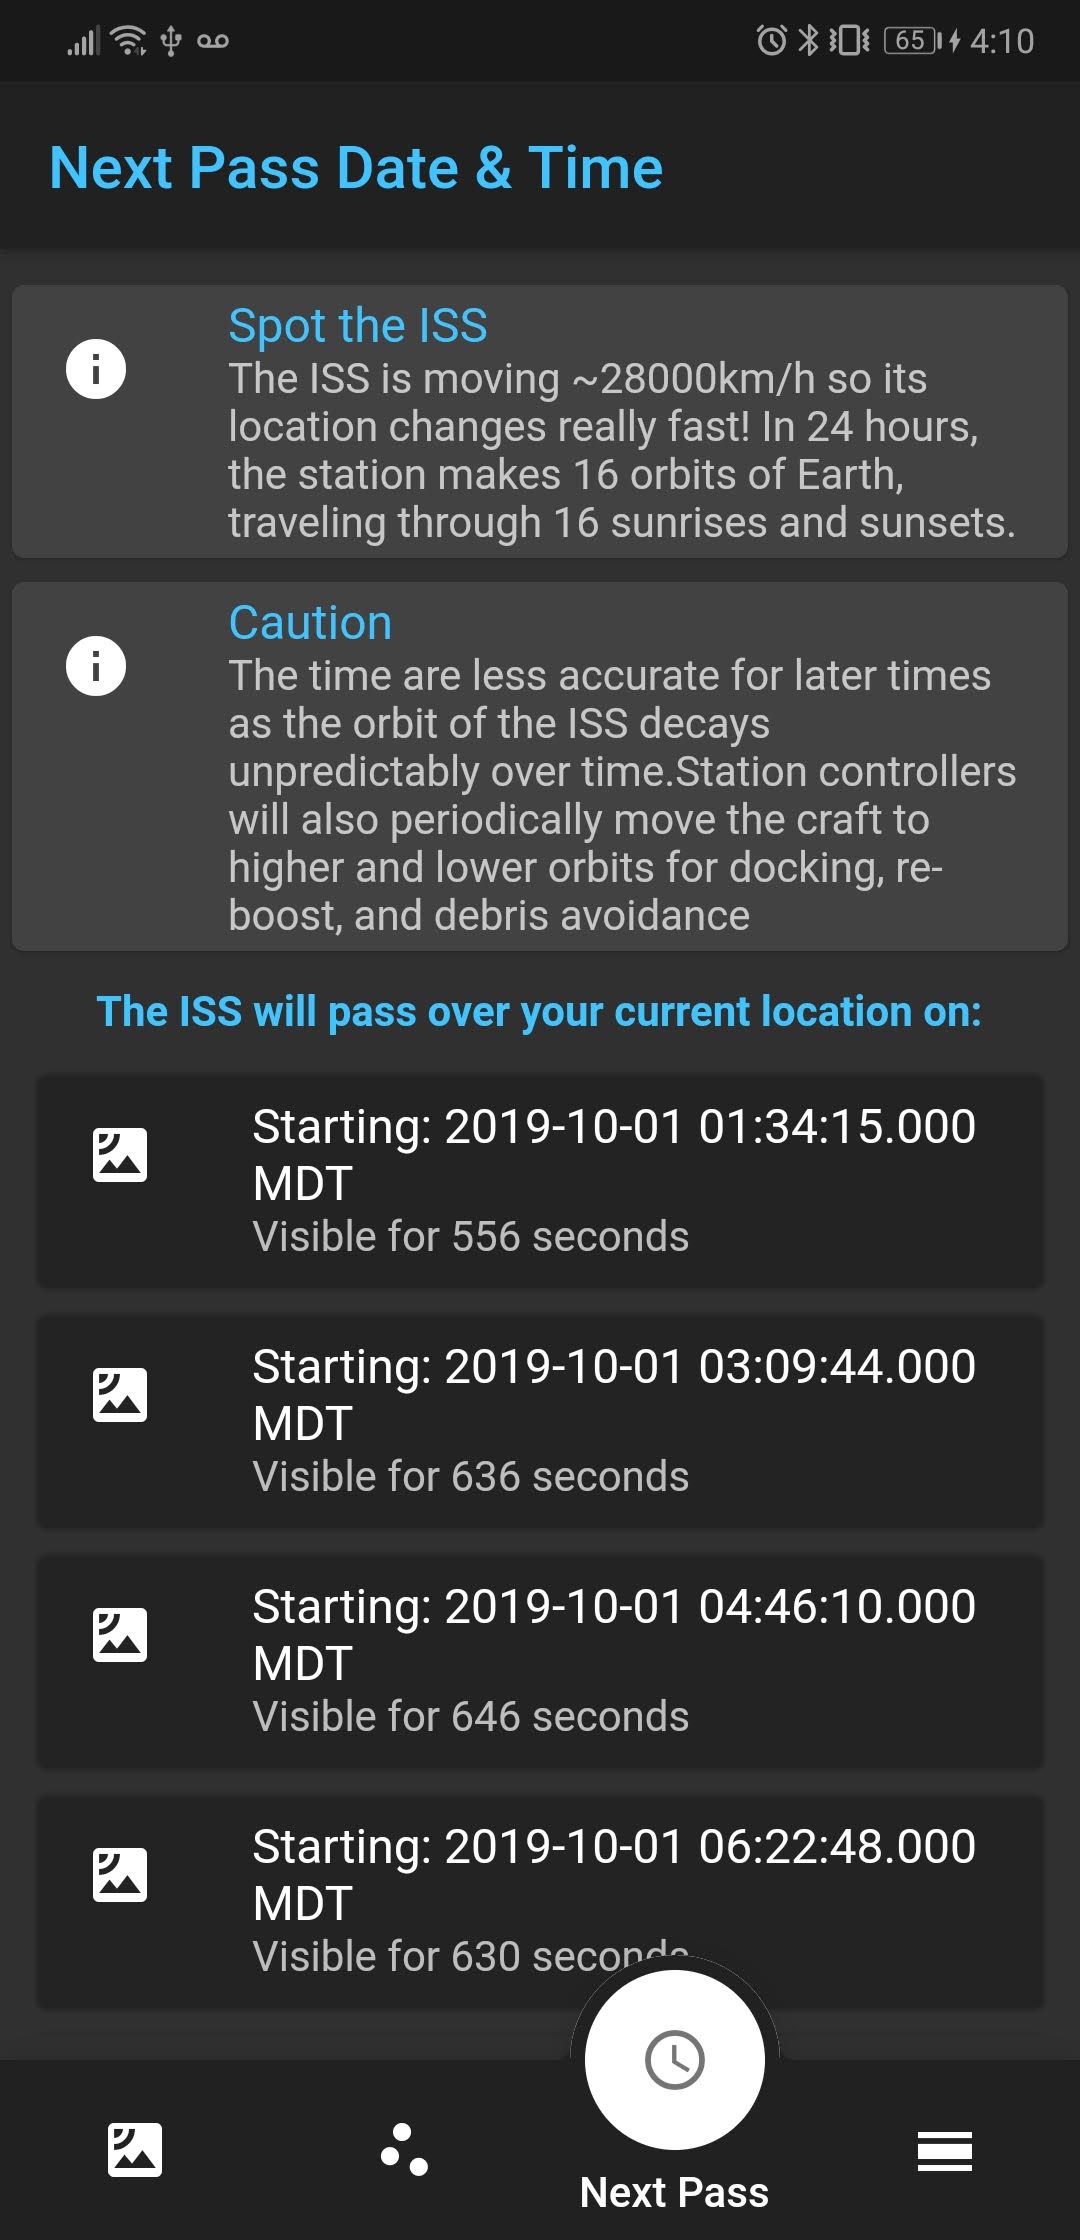 65 4:10
Next Pass Date & Time
Spot the ISS
The ISS is moving ~28000km/h so its
location changes really fast! In 24 hours,
the station makes 16 orbits of Earth,
traveling through 16 sunrises and sunsets.
Caution
The time are less accurate for later times
as the orbit of the ISS decays
unpredictably over time.Station controllers
will also periodically move the craft to
higher and lower orbits for docking, re-
boost, and debris avoidance
The ISS will pass over your current location on:
Starting: 2019-10-01 01:34:15.000
MDT
Visible for 556 seconds
Starting: 2019-10-01 03:09:44.000
MDT
Visible for 636 seconds
Starting: 2019-10-01 04:46:10.000
MDT
Visible for 646 seconds
Starting: 2019-10-01 06:22:48.000
MDT
Visible for 630 seconds
Next Pass